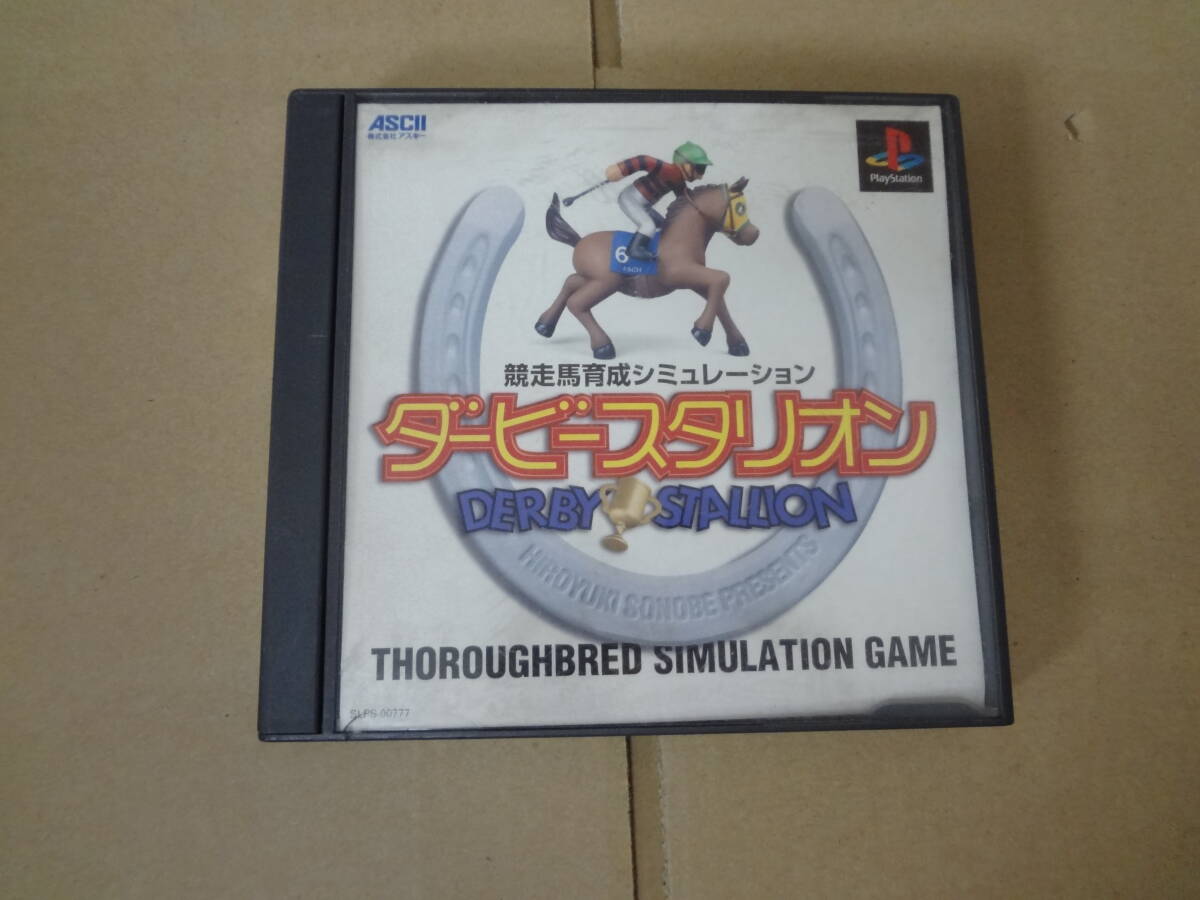 ASCII
株式会社アスキー
PlayStation
6
ASCII
競走馬育成シミュレーション
ダービースタリオン
DERBY STALLION
HIROYUKI SONOBE PRESENTS
THOROUGHBRED SIMULATION GAME
SLPS-00777